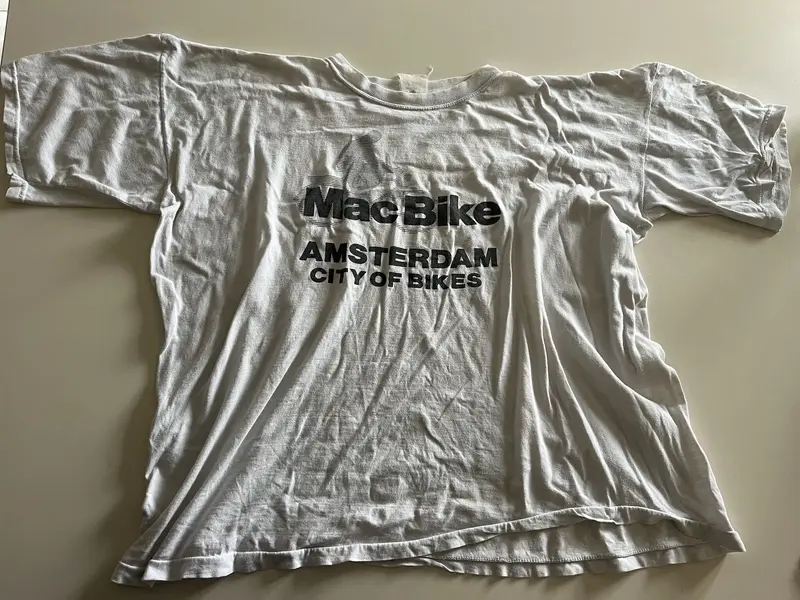 MacBike
AMSTERDAM
CITY OF BIKES